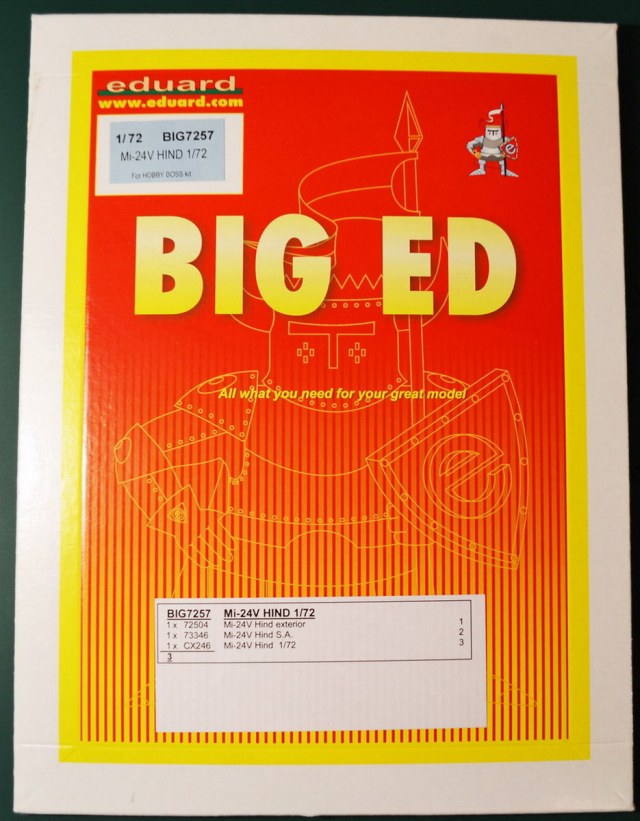 eduard
www.eduard.com
1/72 BIG7257
Mi-24V HIND 1/72
For HOBBY BOSS kit
BIG ED
All what you need for your great model
e
BIG7257 Mi-24V HIND 1/72
1 x 72504 Mi-24V Hind exterior 1
1 x 73346 Mi-24V Hind S.A. 2
1 x CX246 Mi-24V Hind 1/72 3
3